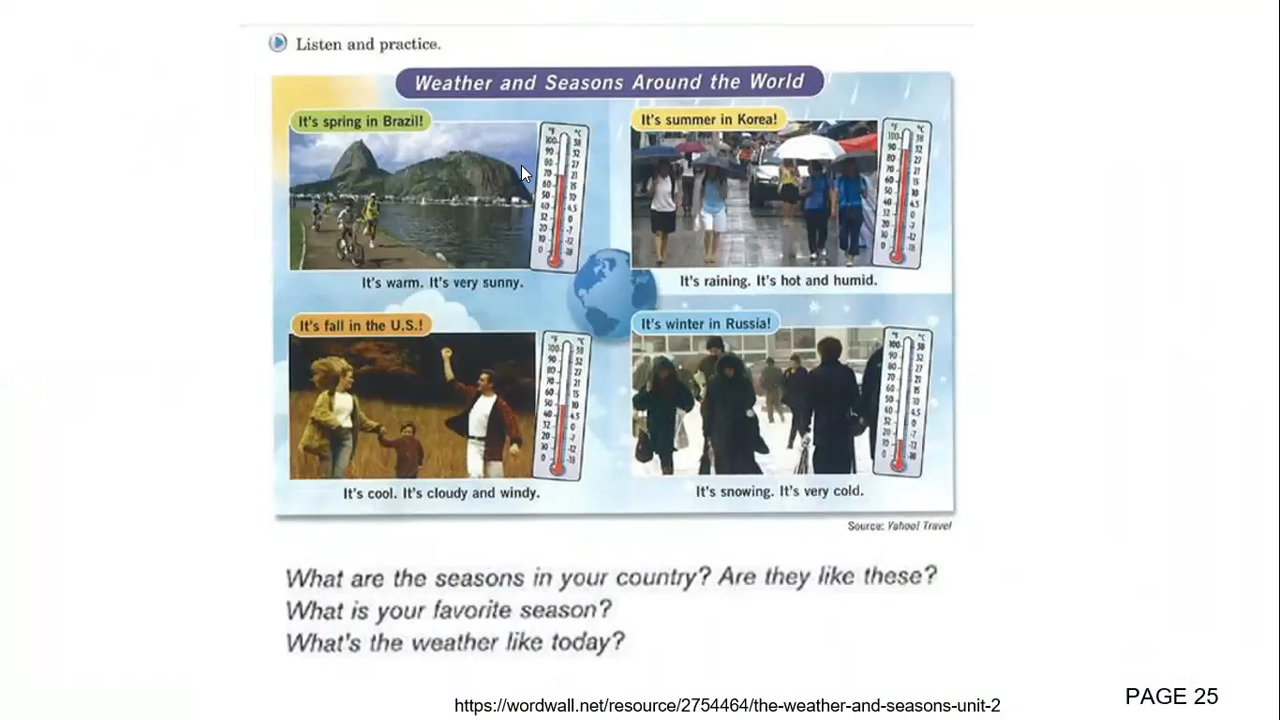 Listen and practice.
Weather and Seasons Around the World
It's spring in Brazil!
It's warm. It's very sunny.
It's summer in Korea!
It's raining. It's hot and humid.
It's fall in the U.S.!
It's cool. It's cloudy and windy.
It's winter in Russia!
It's snowing. It's very cold.
Source: Yahoo! Travel
What are the seasons in your country? Are they like these?
What is your favorite season?
What's the weather like today?
https://wordwall.net/resource/2754464/the-weather-and-seasons-unit-2
PAGE 25